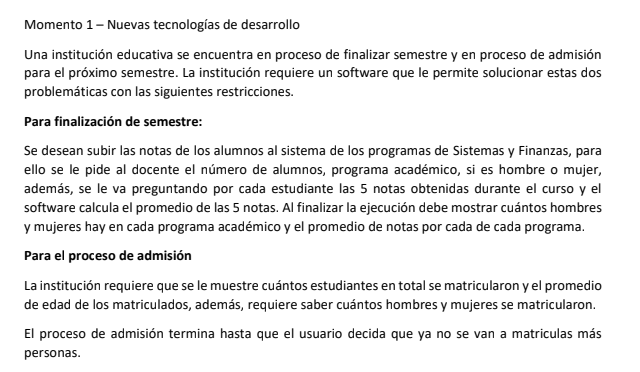 Momento 1 – Nuevas tecnologías de desarrollo
Una institución educativa se encuentra en proceso de finalizar semestre y en proceso de admisión
para el próximo semestre. La institución requiere un software que le permite solucionar estas dos
problemáticas con las siguientes restricciones.
Para finalización de semestre:
Se desean subir las notas de los alumnos al sistema de los programas de Sistemas y Finanzas, para
ello se le pide al docente el número de alumnos, programa académico, si es hombre o mujer,
además, se le va preguntando por cada estudiante las 5 notas obtenidas durante el curso y el
software calcula el promedio de las 5 notas. Al finalizar la ejecución debe mostrar cuántos hombres
y mujeres hay en cada programa académico y el promedio de notas por cada de cada programa.
Para el proceso de admisión
La institución requiere que se le muestre cuántos estudiantes en total se matricularon y el promedio
de edad de los matriculados, además, requiere saber cuántos hombres y mujeres se matricularon.
El proceso de admisión termina hasta que el usuario decida que ya no se van a matriculas más
personas.